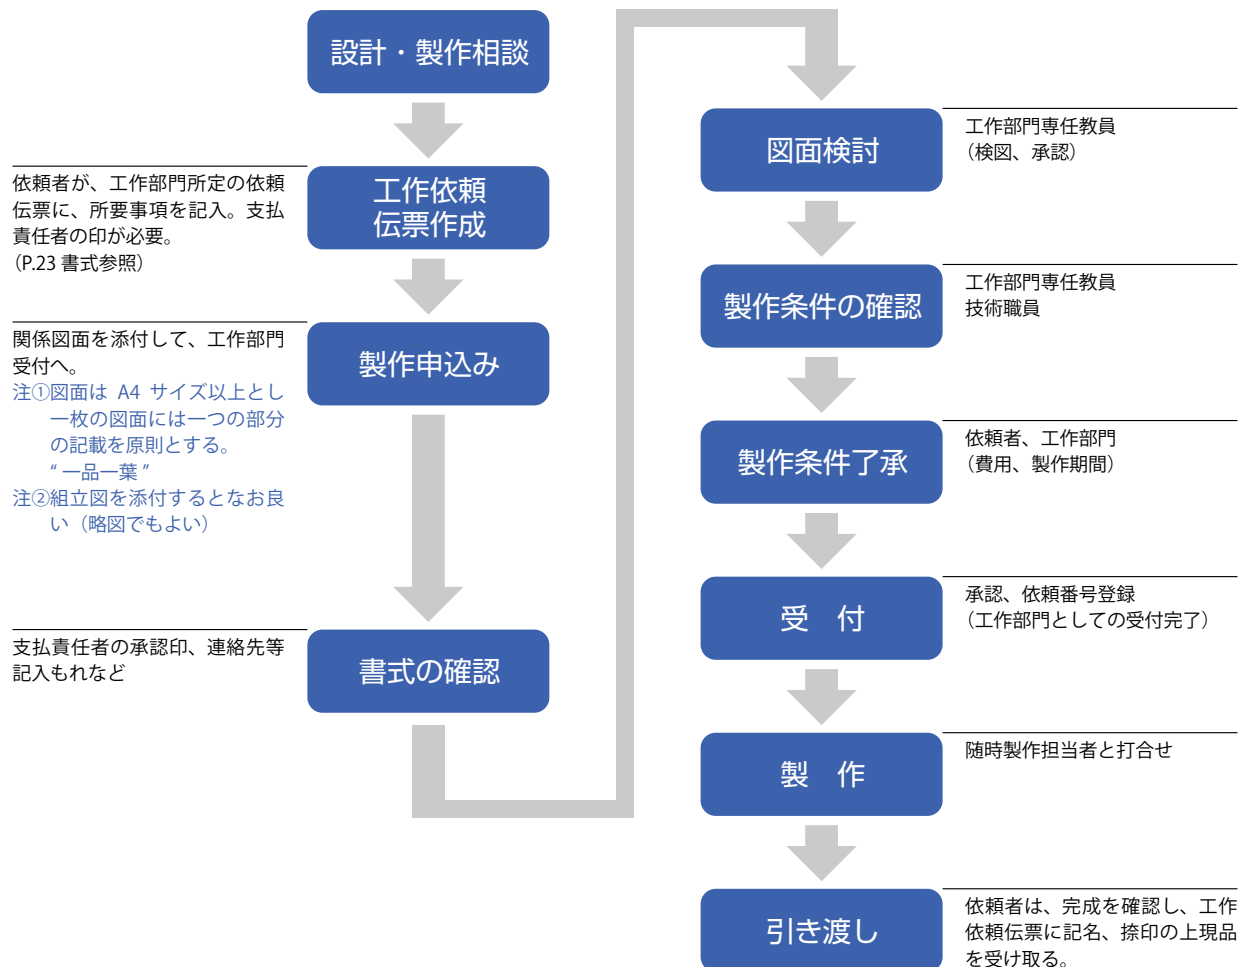 設計・製作相談
工作依頼
伝票作成
依頼者が、工作部門所定の依頼
伝票に、所要事項を記入。支払
責任者の印が必要。
（P.23 書式参照）
製作申込み
関係図面を添付して、工作部門
受付へ。
注①図面は A4 サイズ以上とし
一枚の図面には一つの部分
の記載を原則とする。
“ 一品一葉 ”
注②組立図を添付するとなお良
い（略図でもよい）
書式の確認
支払責任者の承認印、連絡先等
記入もれなど
図面検討
工作部門専任教員
（検図、承認）
製作条件の確認
工作部門専任教員
技術職員
製作条件了承
依頼者、工作部門
（費用、製作期間）
受　付
承認、依頼番号登録
（工作部門としての受付完了）
製　作
随時製作担当者と打合せ
引き渡し
依頼者は、完成を確認し、工作
依頼伝票に記名、捺印の上現品
を受け取る。